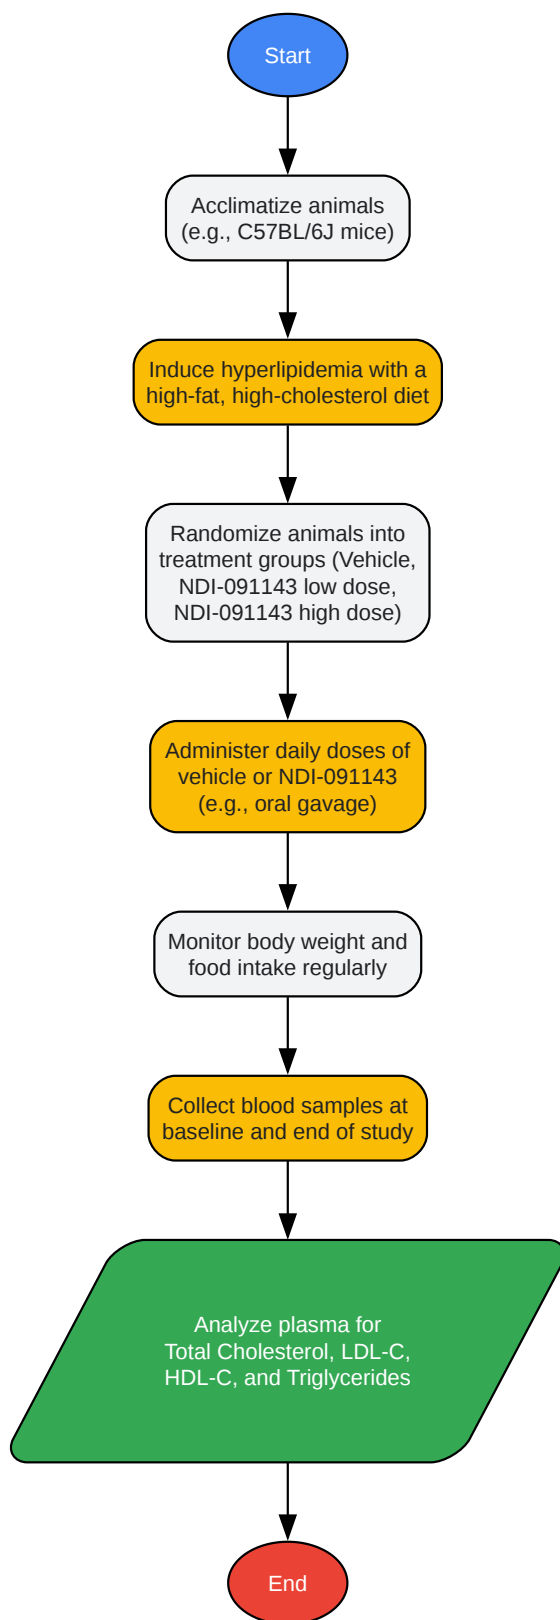 Start
Acclimatize animals
(e.g., C57BL/6J mice)
Induce hyperlipidemia with a
high-fat, high-cholesterol diet
Randomize animals into
treatment groups (Vehicle,
NDI-091143 low dose,
NDI-091143 high dose)
Administer daily doses of
vehicle or NDI-091143
(e.g., oral gavage)
Monitor body weight and
food intake regularly
Collect blood samples at
baseline and end of study
Analyze plasma for
Total Cholesterol, LDL-C,
HDL-C, and Triglycerides
End